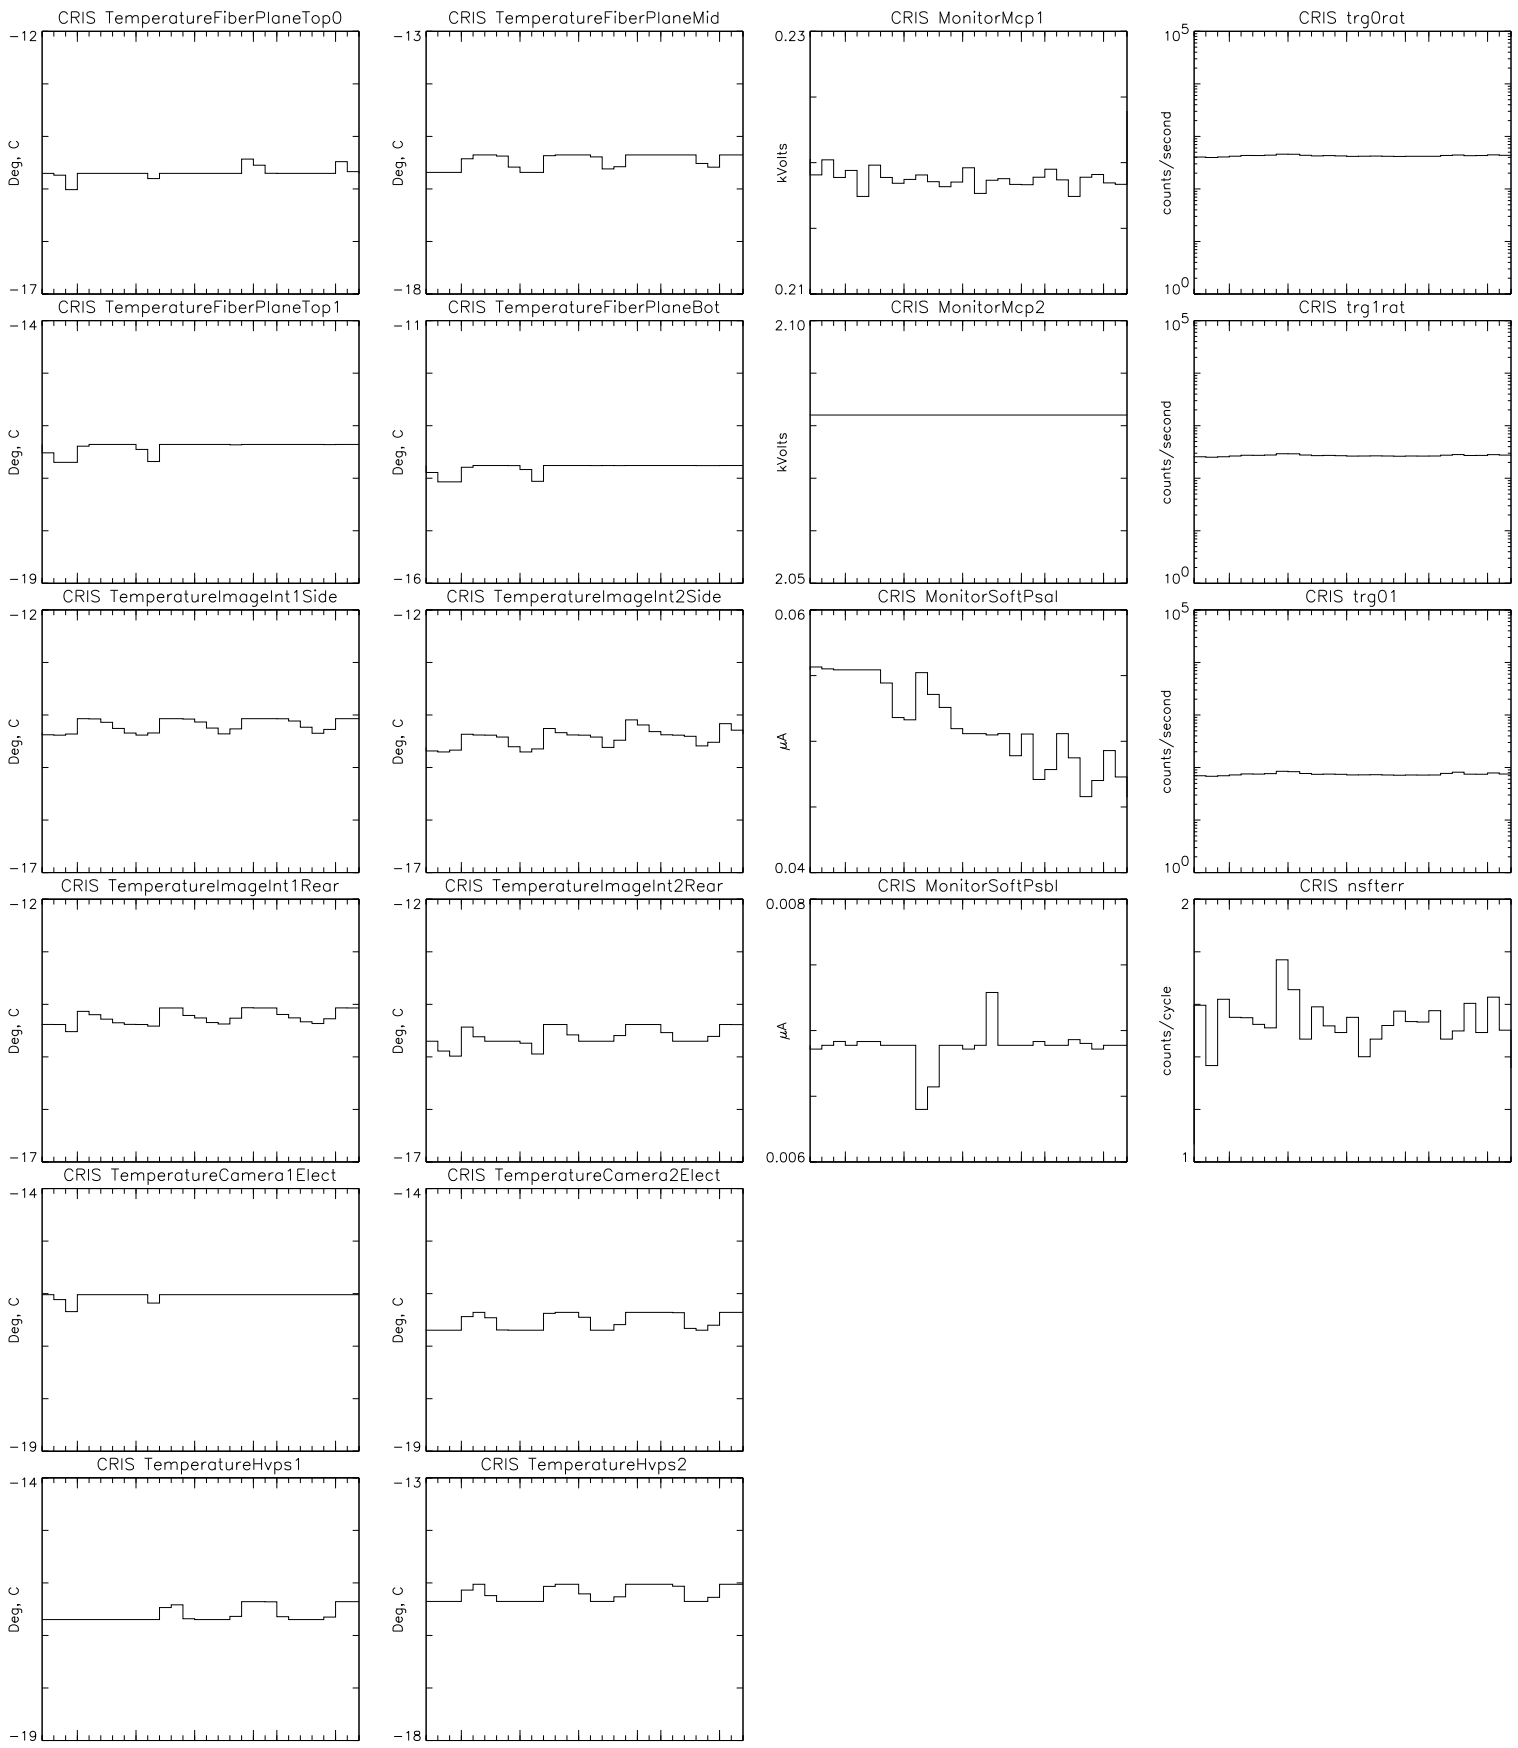 CRIS TemperatureFiberPlaneTop0
-12
Deg, C
-17
CRIS TemperatureFiberPlaneMid
-13
Deg, C
-18
CRIS MonitorMcp1
0.23
kVolts
0.21
CRIS trg0rat
10^5
counts/second
10^0
CRIS TemperatureFiberPlaneTop1
-14
Deg, C
-19
CRIS TemperatureFiberPlaneBot
-11
Deg, C
-16
CRIS MonitorMcp2
2.10
kVolts
2.05
CRIS trg1rat
10^5
counts/second
10^0
CRIS TemperatureImageInt1Side
-12
Deg, C
-17
CRIS TemperatureImageInt2Side
-12
Deg, C
-17
CRIS MonitorSoftPsaI
0.06
μA
0.04
CRIS trg01
10^5
counts/second
10^0
CRIS TemperatureImageInt1Rear
-12
Deg, C
-17
CRIS TemperatureImageInt2Rear
-12
Deg, C
-17
CRIS MonitorSoftPsbI
0.008
μA
0.006
CRIS nsfterr
2
counts/cycle
1
CRIS TemperatureCamera1Elect
-14
Deg, C
-19
CRIS TemperatureCamera2Elect
-14
Deg, C
-19
CRIS TemperatureHvps1
-14
Deg, C
-19
CRIS TemperatureHvps2
-13
Deg, C
-18